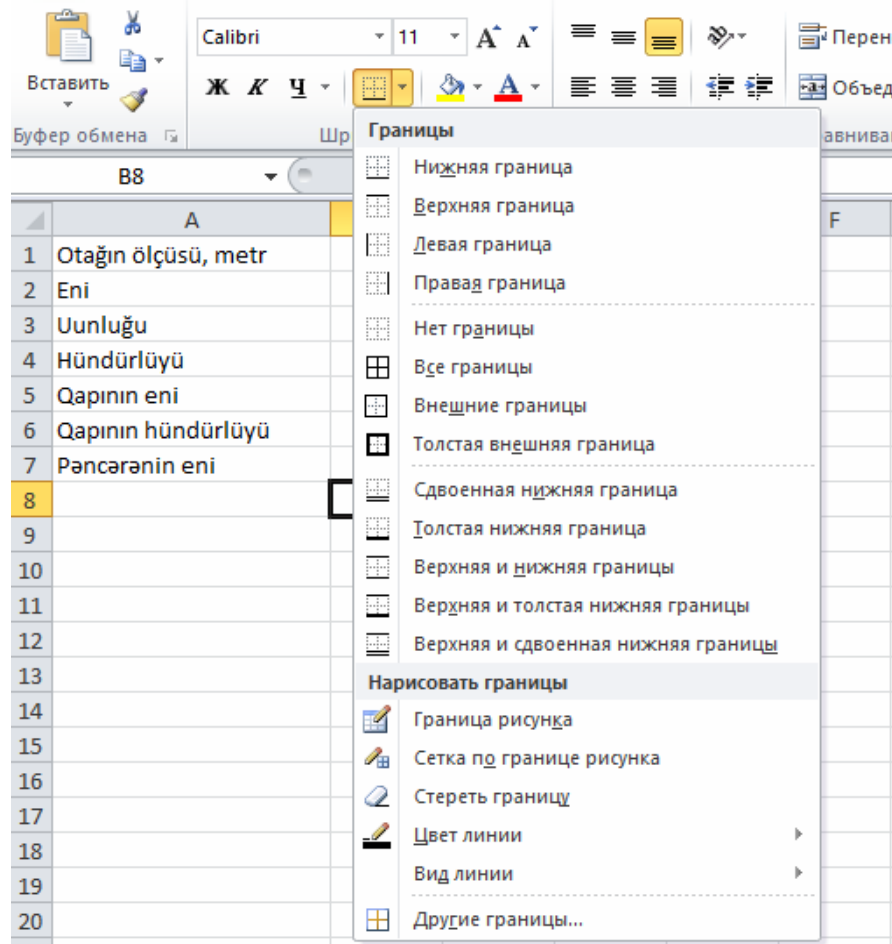 Calibri 11
Перен
Вставить Ж К Ч Объед
Буфер обмена Шр авнива
B8
A F
1 Otağın ölçüsü, metr
2 Eni
3 Uunluğu
4 Hündürlüyü
5 Qapının eni
6 Qapının hündürlüyü
7 Pəncərənin eni
8
9
10
11
12
13
14
15
16
17
18
19
20
Границы
Нижняя граница
Верхняя граница
Левая граница
Правая граница
Нет границы
Все границы
Внешние границы
Толстая внешняя граница
Сдвоенная нижняя граница
Толстая нижняя граница
Верхняя и нижняя границы
Верхняя и толстая нижняя границы
Верхняя и сдвоенная нижняя границы
Нарисовать границы
Граница рисунка
Сетка по границе рисунка
Стереть границу
Цвет линии
Вид линии
Другие границы...